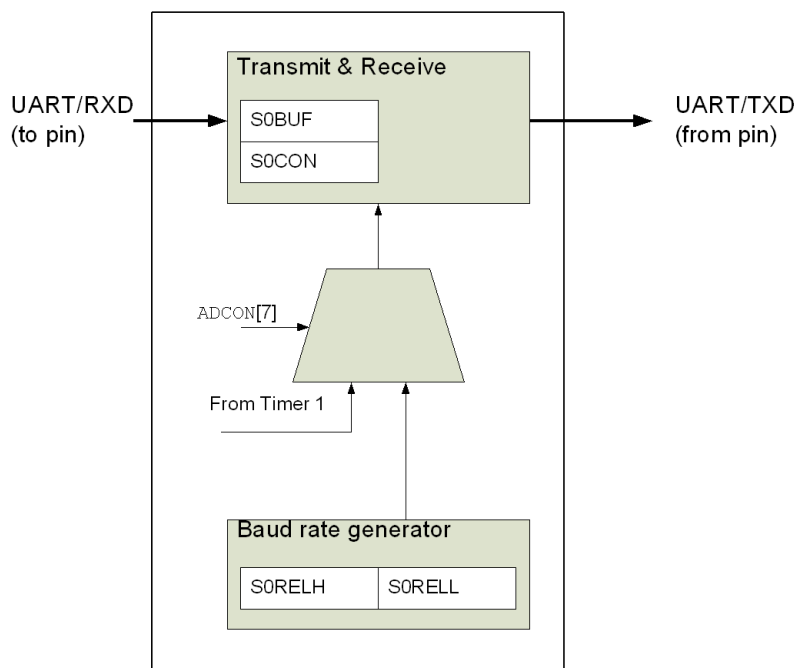 Transmit & Receive
UART/RXD
(to pin)
S0BUF
S0CON
UART/TXD
(from pin)
ADCON[7]
From Timer 1
Baud rate generator
S0RELH
S0RELL